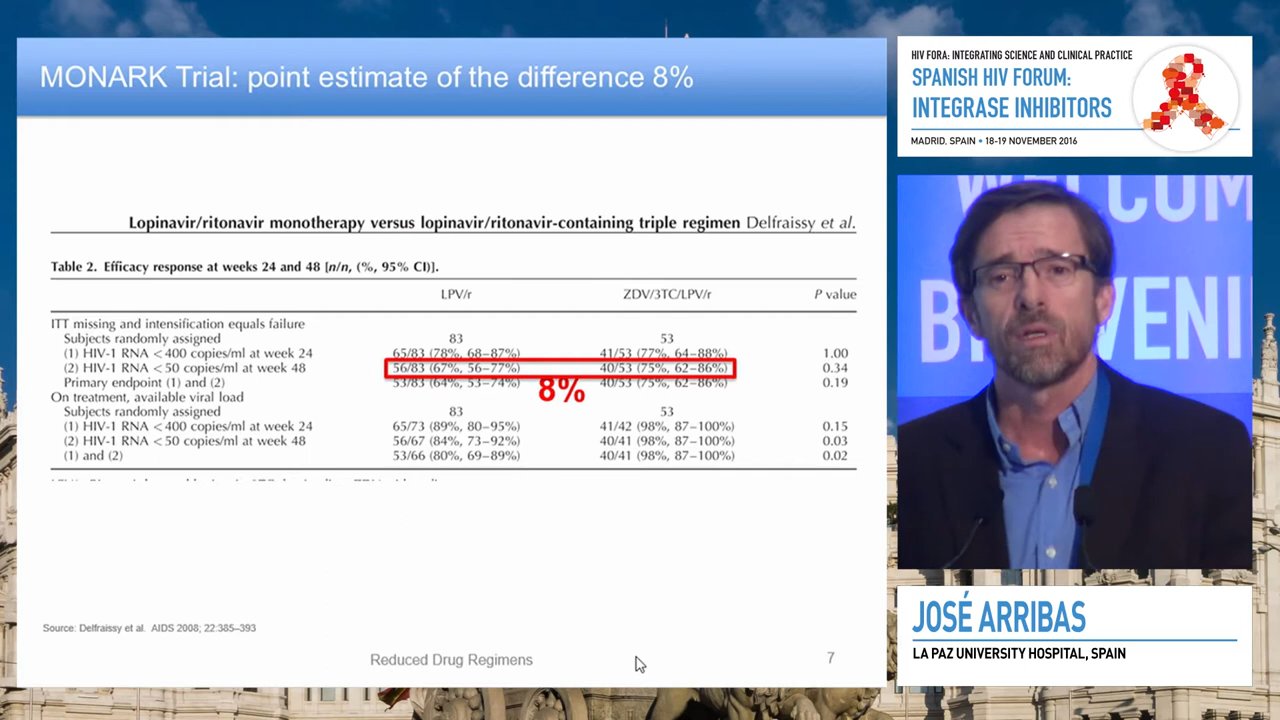 MONARK Trial: point estimate of the difference 8%
Lopinavir/ritonavir monotherapy versus lopinavir/ritonavir-containing triple regimen Delfraissy et al.
Table 2. Efficacy response at weeks 24 and 48 [n/n, (%, 95% CI)].
LPV/r ZDV/3TC/LPV/r P value
ITT missing and intensification equals failure
Subjects randomly assigned 83 53
(1) HIV-1 RNA < 400 copies/ml at week 24 65/83 (78%, 68–87%) 41/53 (77%, 64–88%) 1.00
(2) HIV-1 RNA < 50 copies/ml at week 48 56/83 (67%, 56–77%) 40/53 (75%, 62–86%) 0.34
Primary endpoint (1) and (2) 53/83 (64%, 53–74%) 40/53 (75%, 62–86%) 0.19
8%
On treatment, available viral load
Subjects randomly assigned 83 53
(1) HIV-1 RNA < 400 copies/ml at week 24 65/73 (89%, 80–95%) 41/42 (98%, 87–100%) 0.15
(2) HIV-1 RNA < 50 copies/ml at week 48 56/67 (84%, 73–92%) 40/41 (98%, 87–100%) 0.03
(1) and (2) 53/66 (80%, 69–89%) 40/41 (98%, 87–100%) 0.02
Source: Delfraissy et al. AIDS 2008; 22:385–393
Reduced Drug Regimens 7
HIV FORA: INTEGRATING SCIENCE AND CLINICAL PRACTICE
SPANISH HIV FORUM:
INTEGRASE INHIBITORS
MADRID, SPAIN • 18-19 NOVEMBER 2016
WELCOM
B VENI
JOSÉ ARRIBAS
LA PAZ UNIVERSITY HOSPITAL, SPAIN